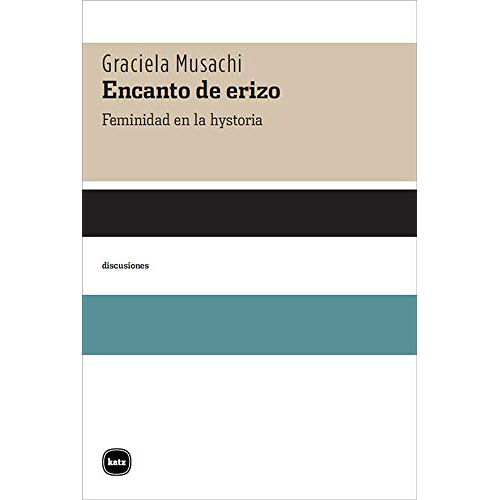 Graciela Musachi
Encanto de erizo
Feminidad en la hystoria
discusiones
katz